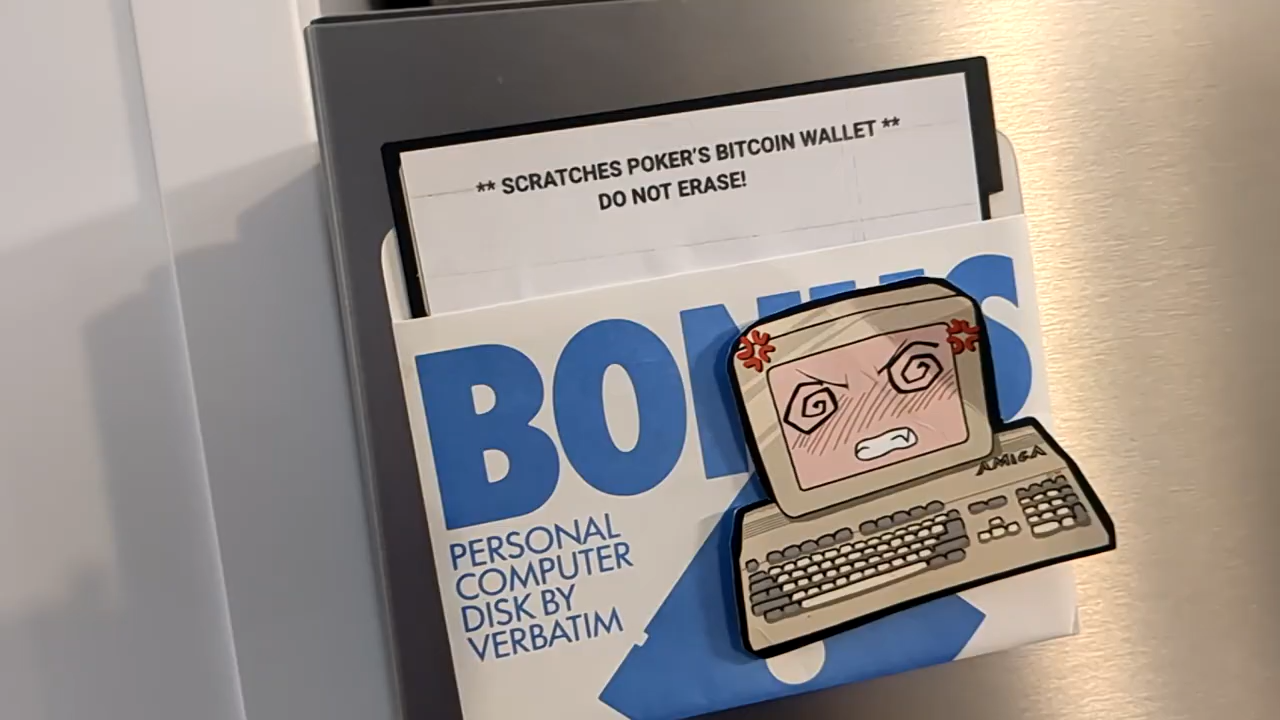 ** SCRATCHES POKER'S BITCOIN WALLET **
DO NOT ERASE!
BONUS
PERSONAL
COMPUTER
DISK BY
VERBATIM
AMIGA